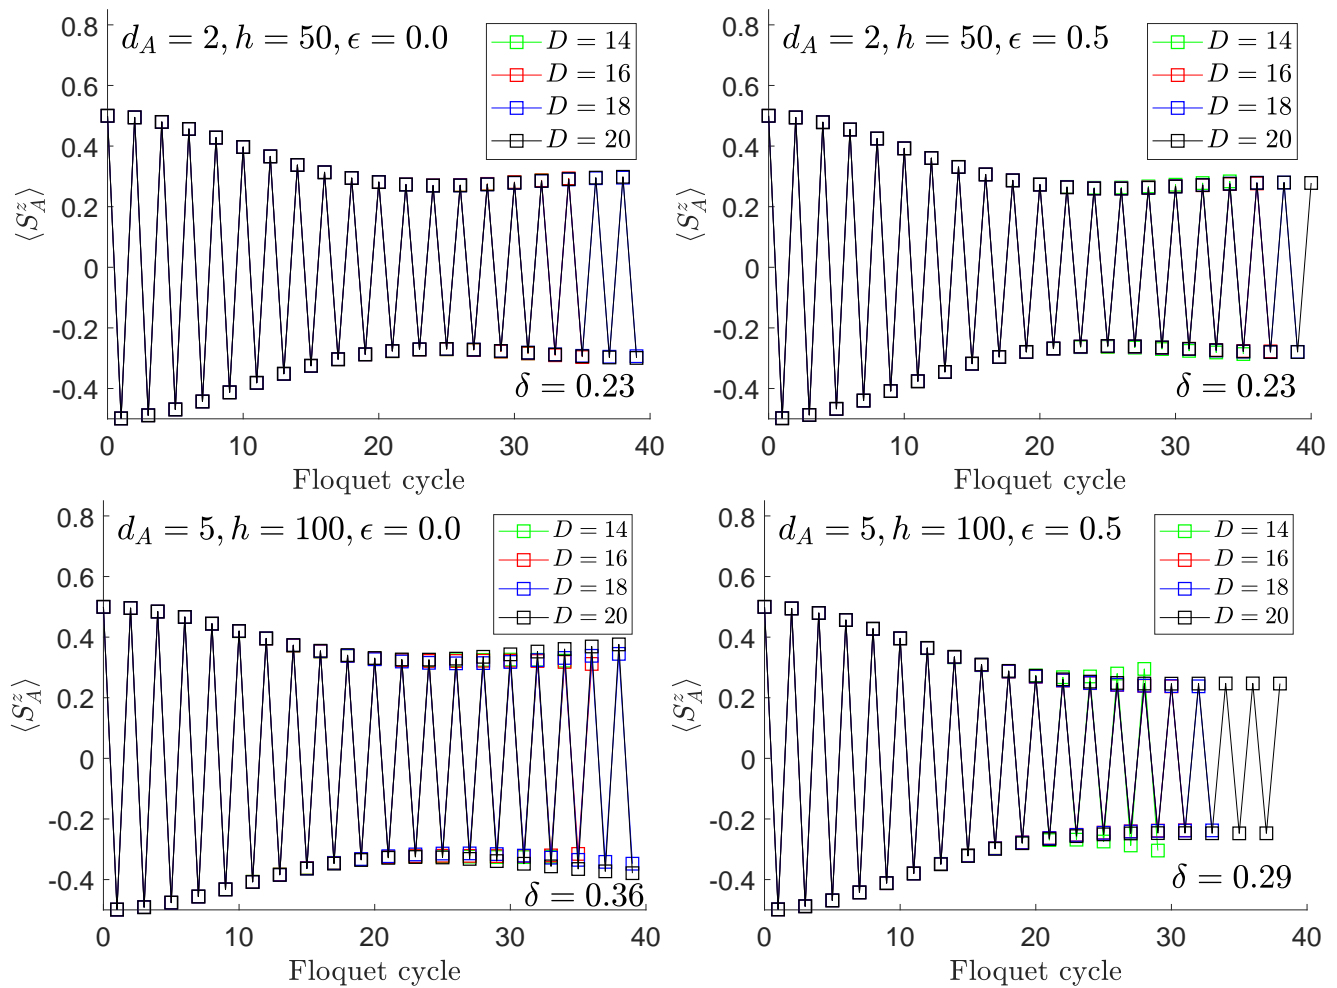 d_A = 2, h = 50, ϵ = 0.0
D = 14
D = 16
D = 18
D = 20
0.8
0.6
0.4
0.2
0
-0.2
-0.4
⟨S_A^z⟩
δ = 0.23
0 10 20 30 40
Floquet cycle
d_A = 2, h = 50, ϵ = 0.5
D = 14
D = 16
D = 18
D = 20
0.8
0.6
0.4
0.2
0
-0.2
-0.4
⟨S_A^z⟩
δ = 0.23
0 10 20 30 40
Floquet cycle
d_A = 5, h = 100, ϵ = 0.0
D = 14
D = 16
D = 18
D = 20
0.8
0.6
0.4
0.2
0
-0.2
-0.4
⟨S_A^z⟩
δ = 0.36
0 10 20 30 40
Floquet cycle
d_A = 5, h = 100, ϵ = 0.5
D = 14
D = 16
D = 18
D = 20
0.8
0.6
0.4
0.2
0
-0.2
-0.4
⟨S_A^z⟩
δ = 0.29
0 10 20 30 40
Floquet cycle